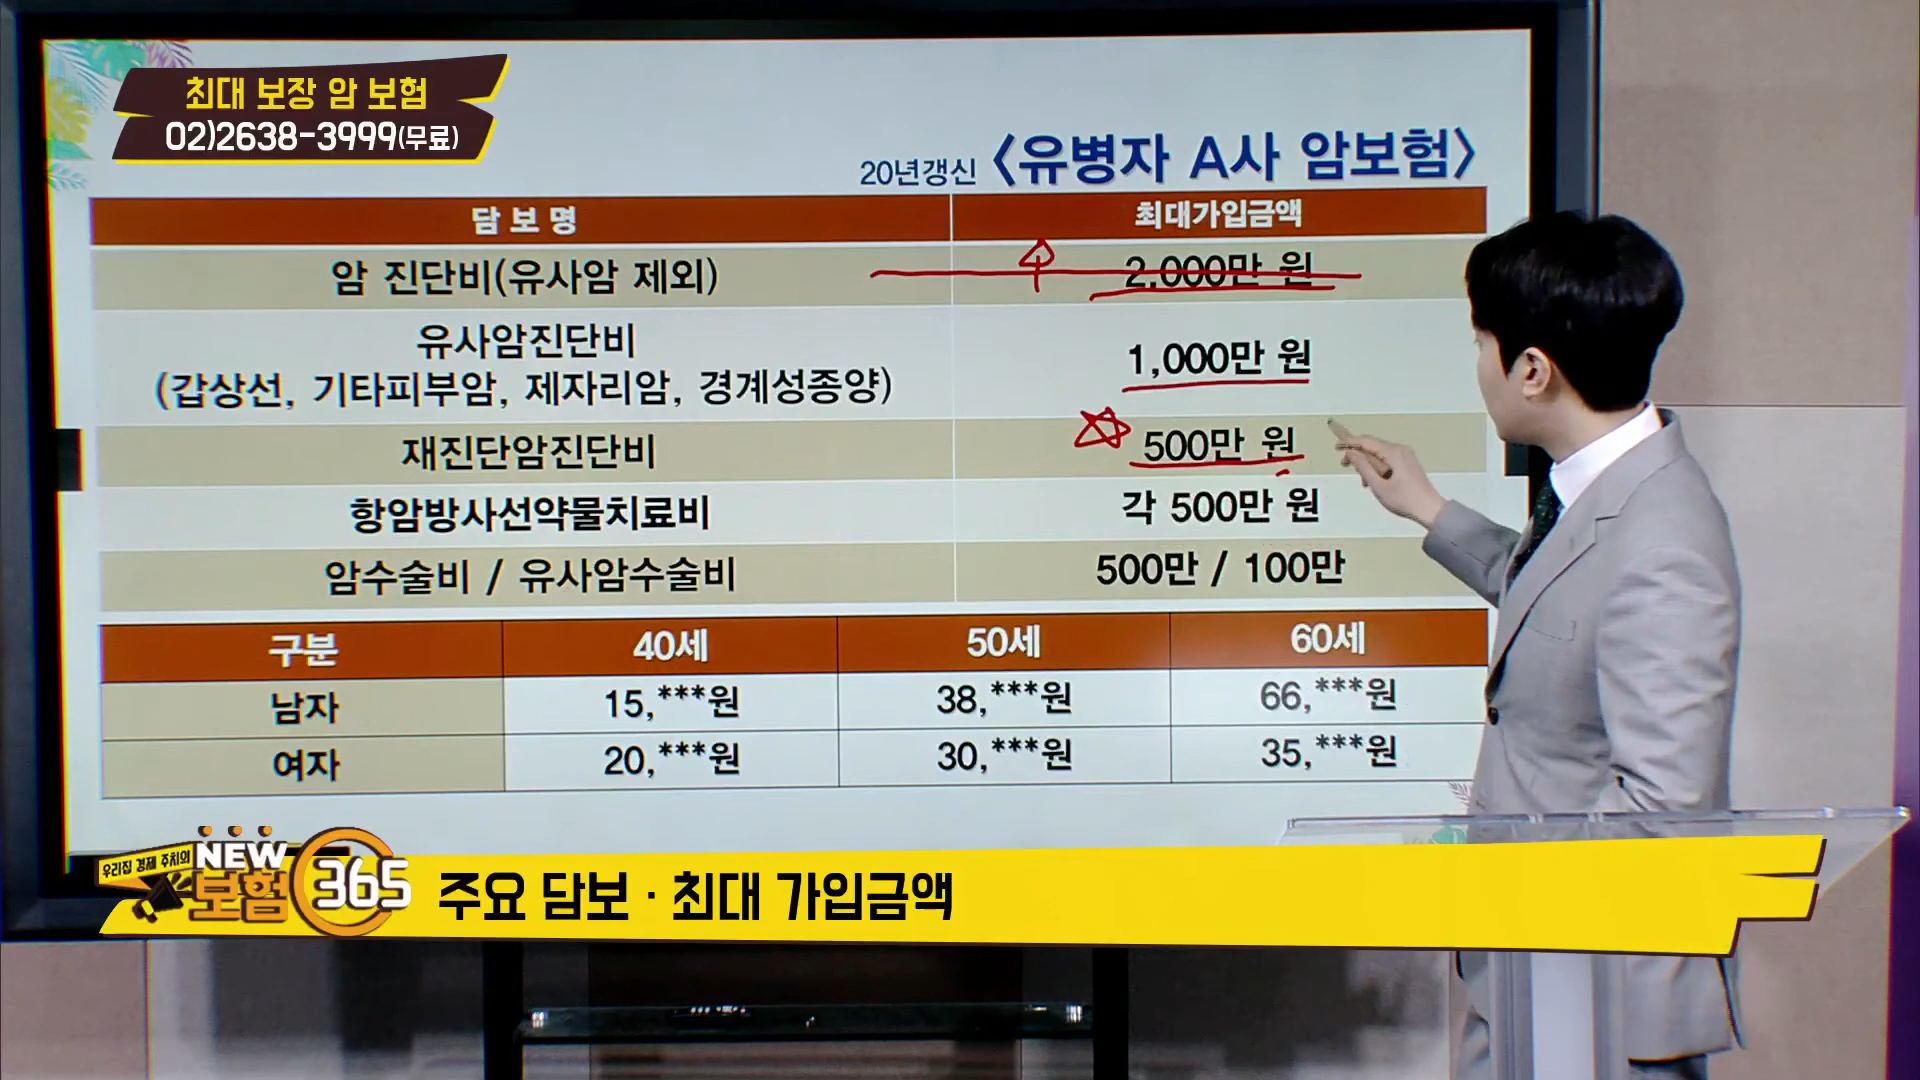 최대 보장 암 보험
02)2638-3999(무료)
20년갱신 <유병자 A사 암보험>
담 보 명
최대가입금액
암 진단비(유사암 제외)
2,000만 원
유사암진단비
(갑상선, 기타피부암, 제자리암, 경계성종양)
1,000만 원
재진단암진단비
500만 원
항암방사선약물치료비
각 500만 원
암수술비 / 유사암수술비
500만 / 100만
구분 40세 50세 60세
남자 15,***원 38,***원 66,***원
여자 20,***원 30,***원 35,***원
우리집 경제 주치의
NEW
보험 365
주요 담보·최대 가입금액